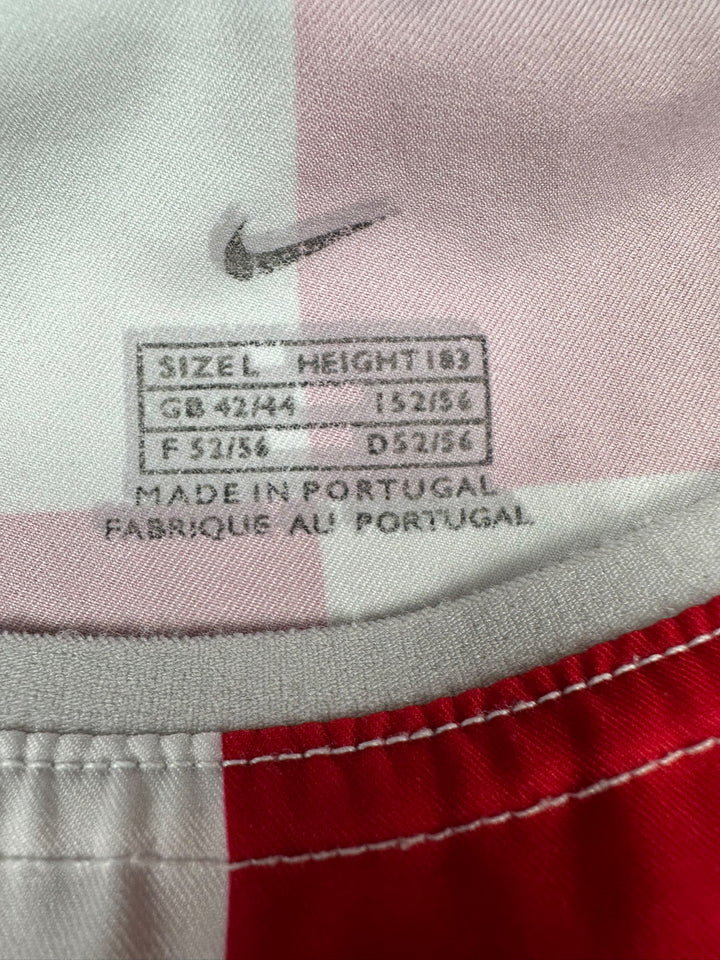 SIZE L HEIGHT 183
GB 42/44 I 52/56
F 52/56 D 52/56
MADE IN PORTUGAL
FABRIQUE AU PORTUGAL